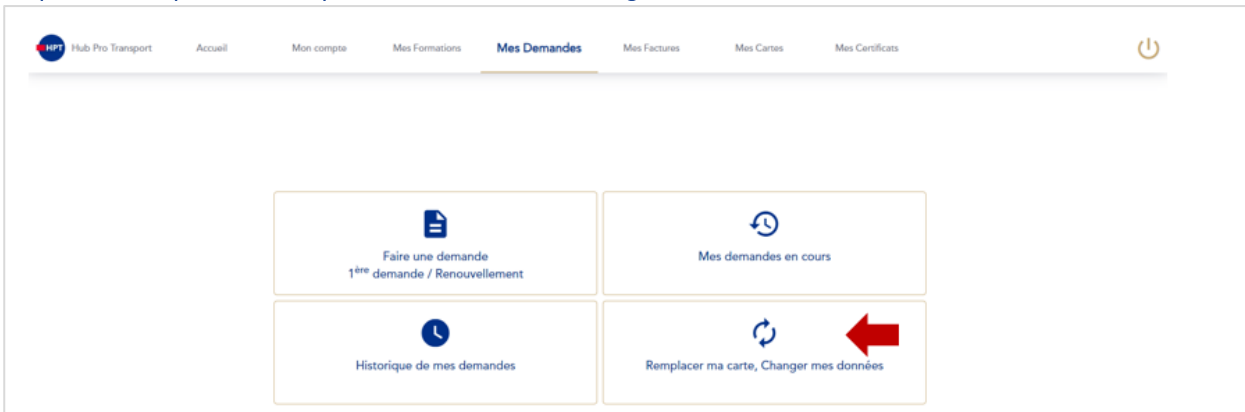 HPT Hub Pro Transport Accueil Mon compte Mes Formations Mes Demandes Mes Factures Mes Cartes Mes Certificats
Faire une demande
1ère demande / Renouvellement
Mes demandes en cours
Historique de mes demandes
Remplacer ma carte, Changer mes données